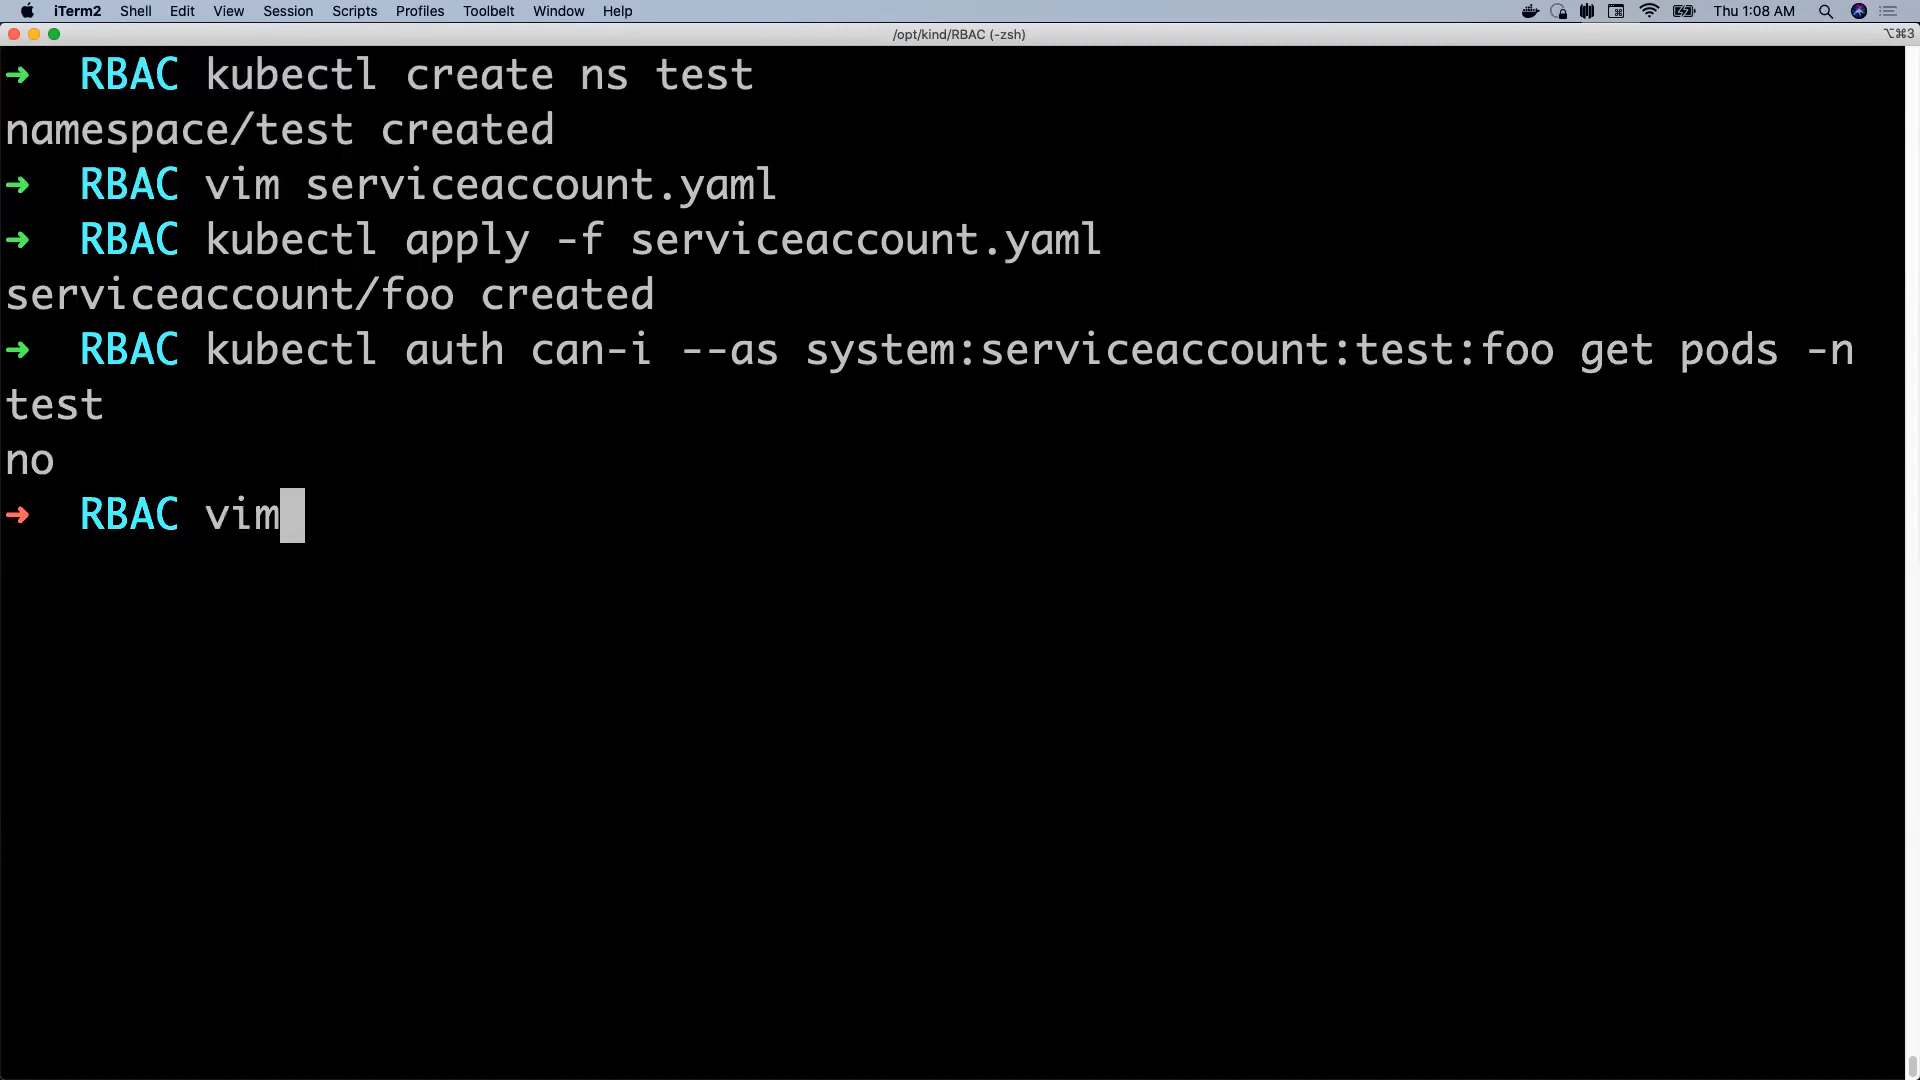 iTerm2 Shell Edit View Session Scripts Profiles Toolbelt Window Help Thu 1:08 AM
/opt/kind/RBAC (-zsh) ⌥⌘3
➜ RBAC kubectl create ns test
namespace/test created
➜ RBAC vim serviceaccount.yaml
➜ RBAC kubectl apply -f serviceaccount.yaml
serviceaccount/foo created
➜ RBAC kubectl auth can-i --as system:serviceaccount:test:foo get pods -n
test
no
➜ RBAC vim